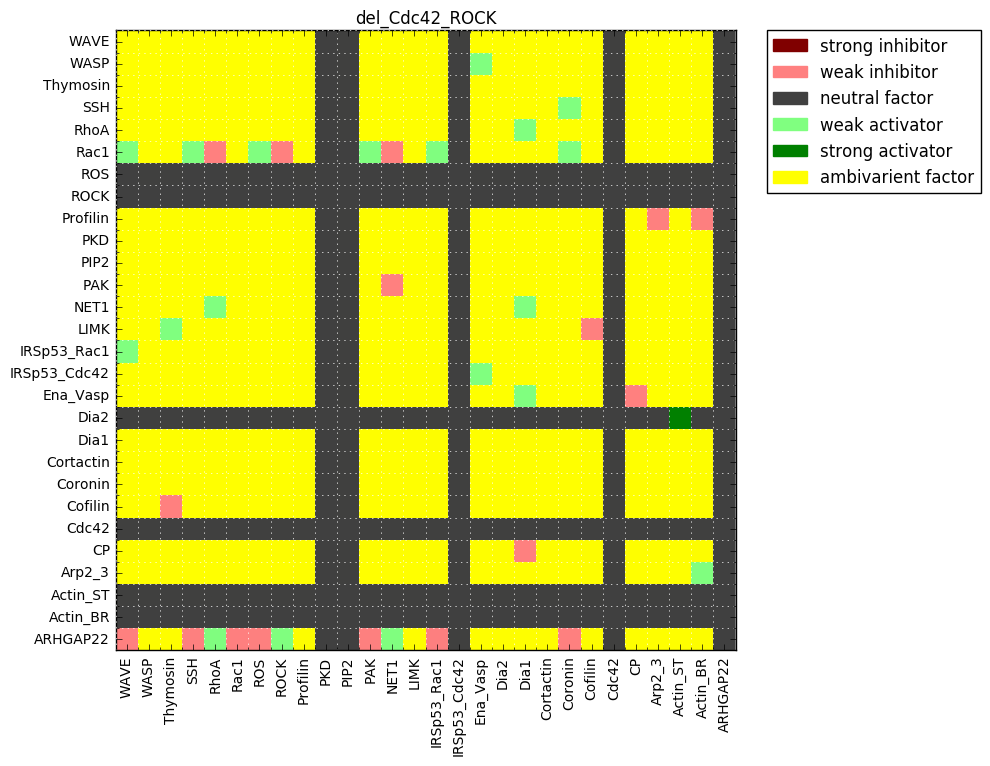 del_Cdc42_ROCK
WAVE
WASP
Thymosin
SSH
RhoA
Rac1
ROS
ROCK
Profilin
PKD
PIP2
PAK
NET1
LIMK
IRSp53_Rac1
IRSp53_Cdc42
Ena_Vasp
Dia2
Dia1
Cortactin
Coronin
Cofilin
Cdc42
CP
Arp2_3
Actin_ST
Actin_BR
ARHGAP22
WAVE
WASP
Thymosin
SSH
RhoA
Rac1
ROS
ROCK
Profilin
PKD
PIP2
PAK
NET1
LIMK
IRSp53_Rac1
IRSp53_Cdc42
Ena_Vasp
Dia2
Dia1
Cortactin
Coronin
Cofilin
Cdc42
CP
Arp2_3
Actin_ST
Actin_BR
ARHGAP22
strong inhibitor
weak inhibitor
neutral factor
weak activator
strong activator
ambivarient factor